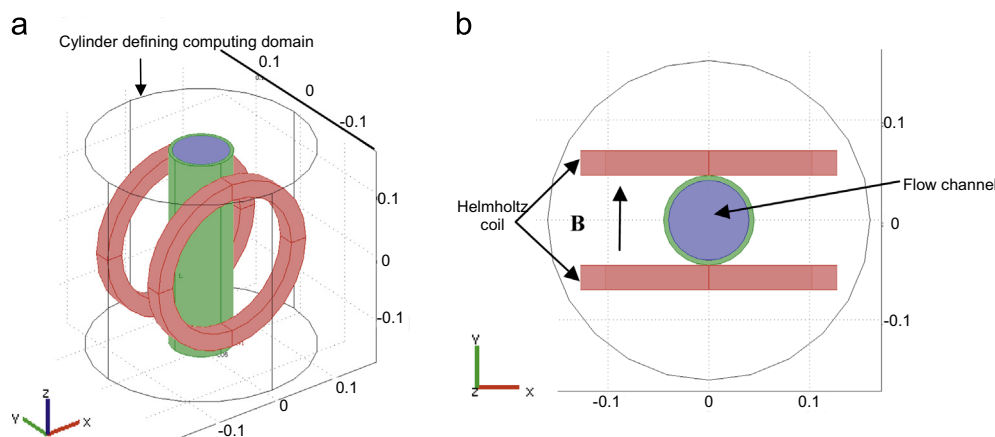 a
Cylinder defining computing domain
0.1
0
-0.1
0.1
0
-0.1
0.1
0
-0.1
Z
Y
X
b
0.1
Helmholtz
coil
B
Flow channel
0
-0.1
Y
Z
X
-0.1
0
0.1